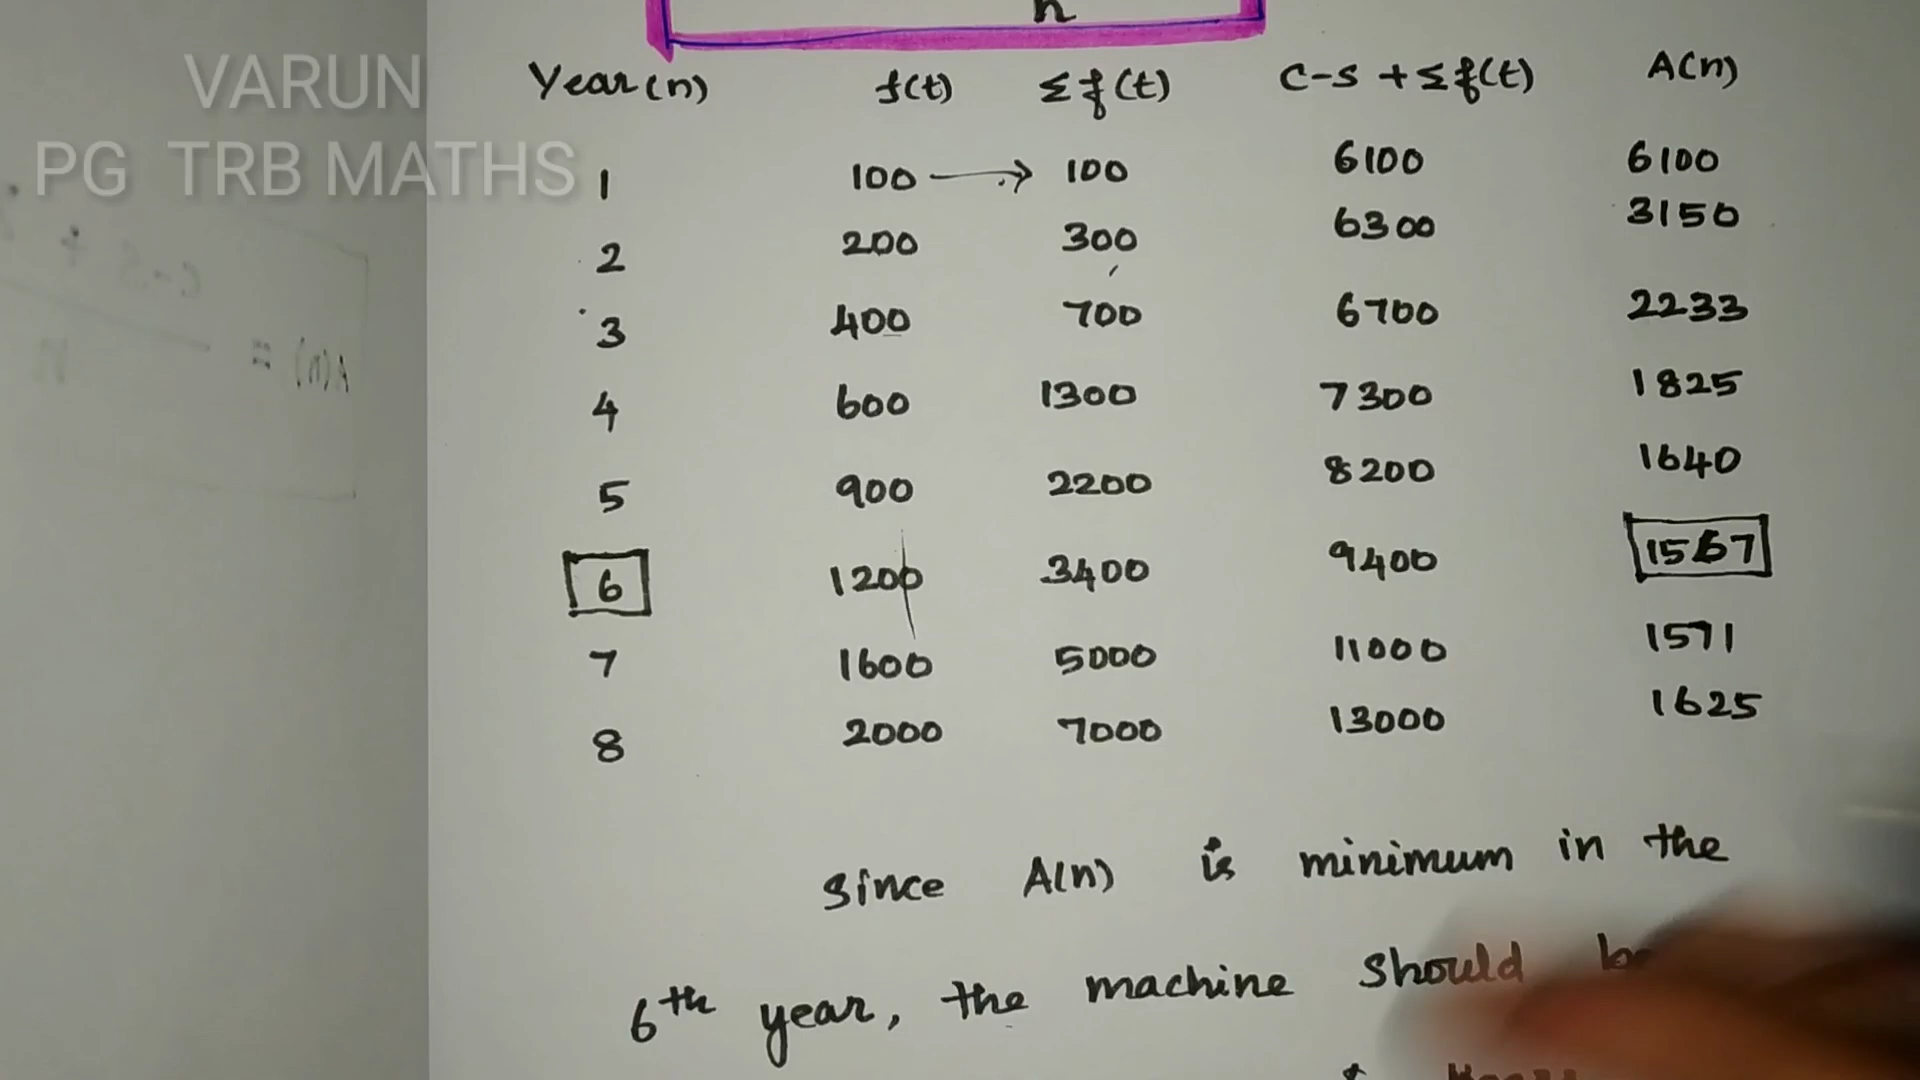 n
VARUN
PG TRB MATHS
Year(n) f(t) Σf(t) C-S+Σf(t) A(n)
1 100 → 100 6100 6100
2 200 300 6300 3150
3 400 700 6700 2233
4 600 1300 7300 1825
5 900 2200 8200 1640
6 1200 3400 9400 1567
7 1600 5000 11000 1571
8 2000 7000 13000 1625
Since A(n) is minimum in the
6th year, the machine should